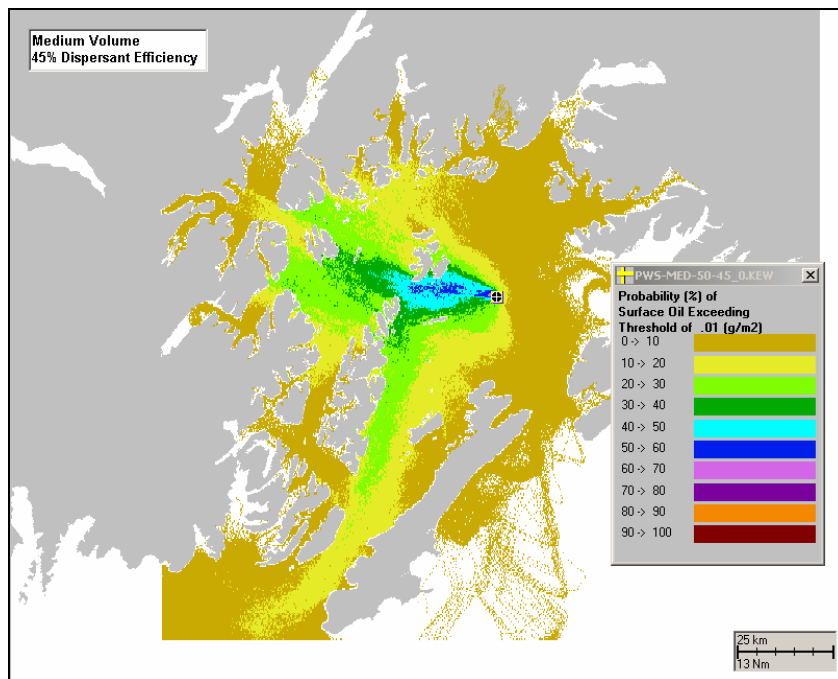 Medium Volume
45% Dispersant Efficiency
PWS-MED-50-45_0.KEW
Probability (%) of
Surface Oil Exceeding
Threshold of .01 (g/m2)
0 -> 10
10 -> 20
20 -> 30
30 -> 40
40 -> 50
50 -> 60
60 -> 70
70 -> 80
80 -> 90
90 -> 100
25 km
13 Nm